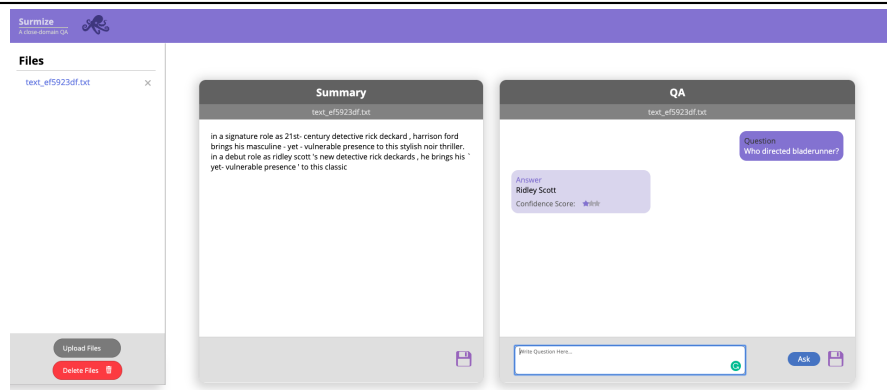 Surmize
A close-domain QA
Files
text_ef5923df.txt
Summary
text_ef5923df.txt
in a signature role as 21st- century detective rick deckard , harrison ford
brings his masculine - yet - vulnerable presence to this stylish noir thriller.
in a debut role as ridley scott 's new detective rick deckards , he brings his `
yet- vulnerable presence ' to this classic
QA
text_ef5923df.txt
Question
Who directed bladerunner?
Answer
Ridley Scott
Confidence Score:
Write Question Here...
Ask
Upload Files
Delete Files